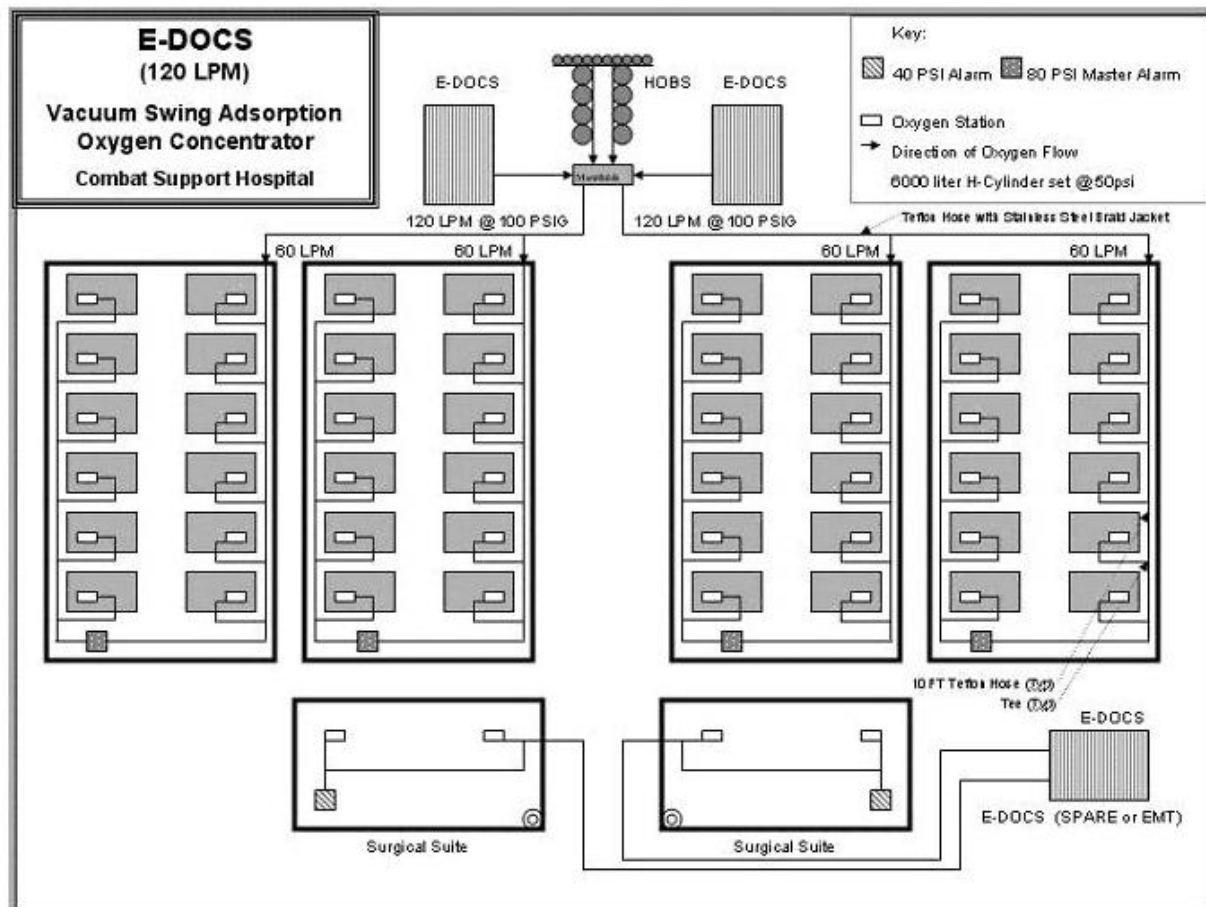 E-DOCS
(120 LPM)
Vacuum Swing Adsorption
Oxygen Concentrator
Combat Support Hospital
E-DOCS
HOBS
E-DOCS
Manifold
Key:
40 PSI Alarm
80 PSI Master Alarm
Oxygen Station
Direction of Oxygen Flow
6000 liter H-Cylinder set @50psi
120 LPM @ 100 PSIG
120 LPM @ 100 PSIG
Teflon Hose with Stainless Steel Braid Jacket
60 LPM
60 LPM
60 LPM
60 LPM
10 FT Teflon Hose (Typ)
Tee (Typ)
E-DOCS
E-DOCS (SPARE or EMT)
Surgical Suite
Surgical Suite